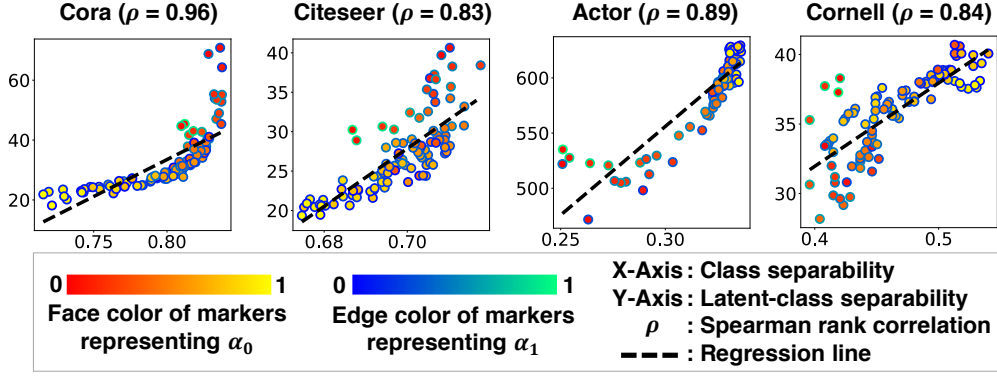 Cora (ρ = 0.96)
Citeseer (ρ = 0.83)
Actor (ρ = 0.89)
Cornell (ρ = 0.84)
60
40
20
0.75
0.80
40
35
30
25
20
0.68
0.70
600
550
500
0.25
0.30
40
35
30
0.4
0.5
0 1
Face color of markers
representing α0
0 1
Edge color of markers
representing α1
X-Axis : Class separability
Y-Axis : Latent-class separability
ρ : Spearman rank correlation
: Regression line